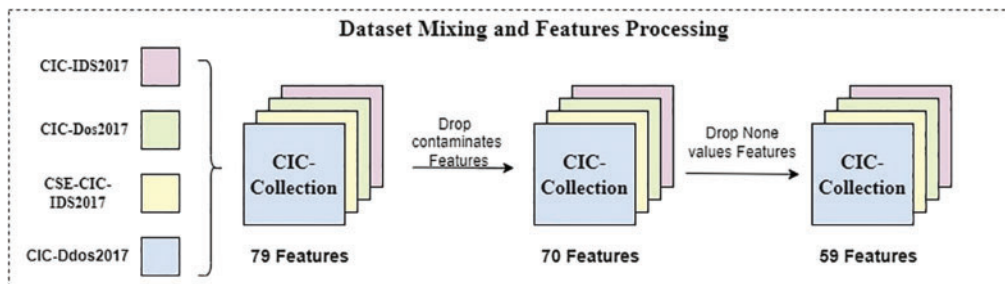 Dataset Mixing and Features Processing
CIC-IDS2017
CIC-Dos2017
CSE-CIC-
IDS2017
CIC-Ddos2017
CIC-
Collection
79 Features
Drop
contaminates
Features
CIC-
Collection
70 Features
Drop None
values Features
CIC-
Collection
59 Features